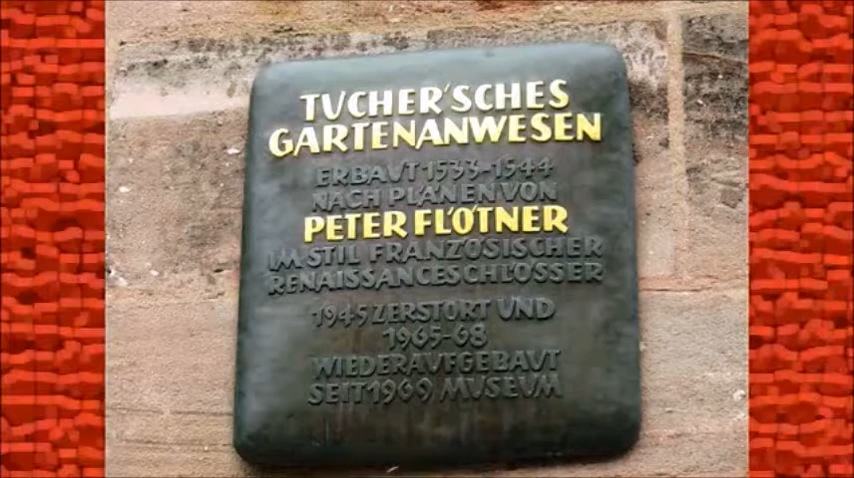 TUCHER'SCHES
GARTENANWESEN
ERBAUT 1533-1544
NACH PLÄNEN VON
PETER FLÖTNER
IM STIL FRANZÖSISCHER
RENAISSANCESCHLÖSSER
1945 ZERSTÖRT UND
1965-68
WIEDERAUFGEBAUT
SEIT 1969 MUSEUM